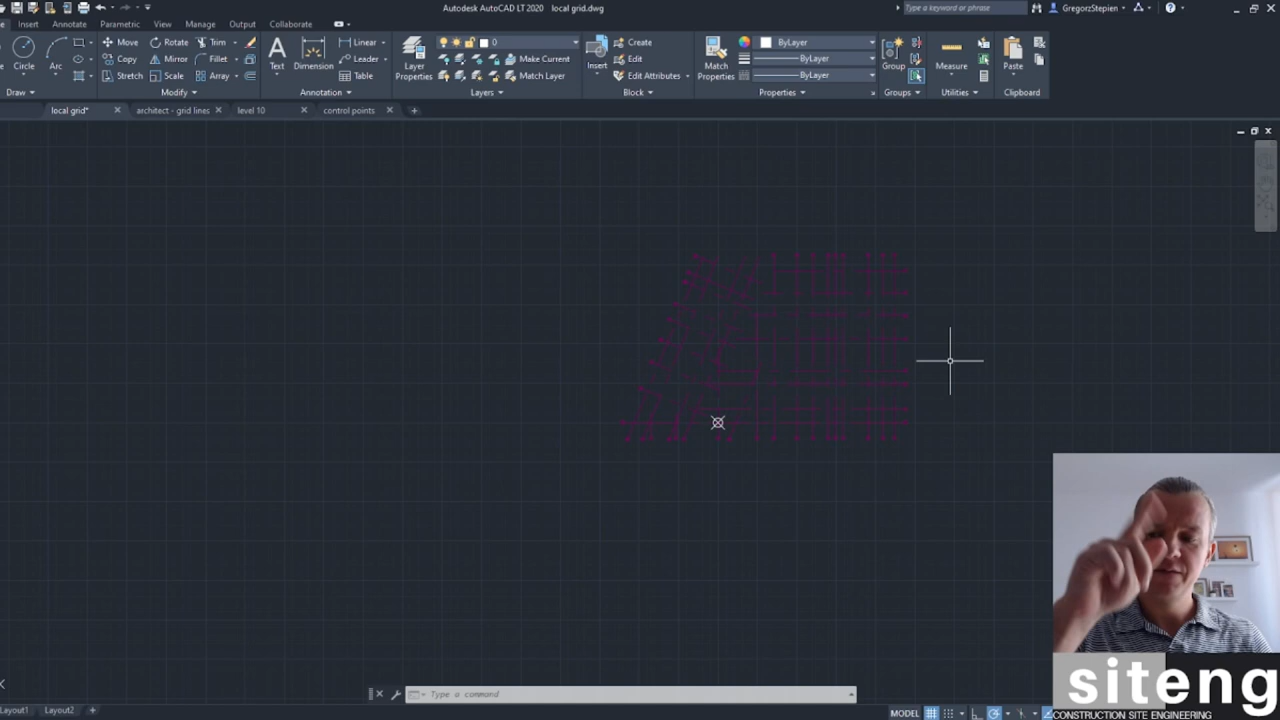 Autodesk AutoCAD LT 2020 local grid.dwg
Type a keyword or phrase
GregorzStepien
Insert Annotate Parametric View Manage Output Collaborate
Move Rotate Trim
Copy Mirror Fillet
Stretch Scale Array
Circle Arc
Text Dimension
Linear
Leader
Table
Layer Properties
0
Make Current
Match Layer
Insert
Create
Edit
Edit Attributes
Match Properties
ByLayer
ByLayer
ByLayer
Group
Measure
Paste
Draw Modify Annotation Layers Block Properties Groups Utilities Clipboard
local grid* architect - grid lines level 10 control points
Type a command
siteng
CONSTRUCTION SITE ENGINEERING
Layout1 Layout2
MODEL